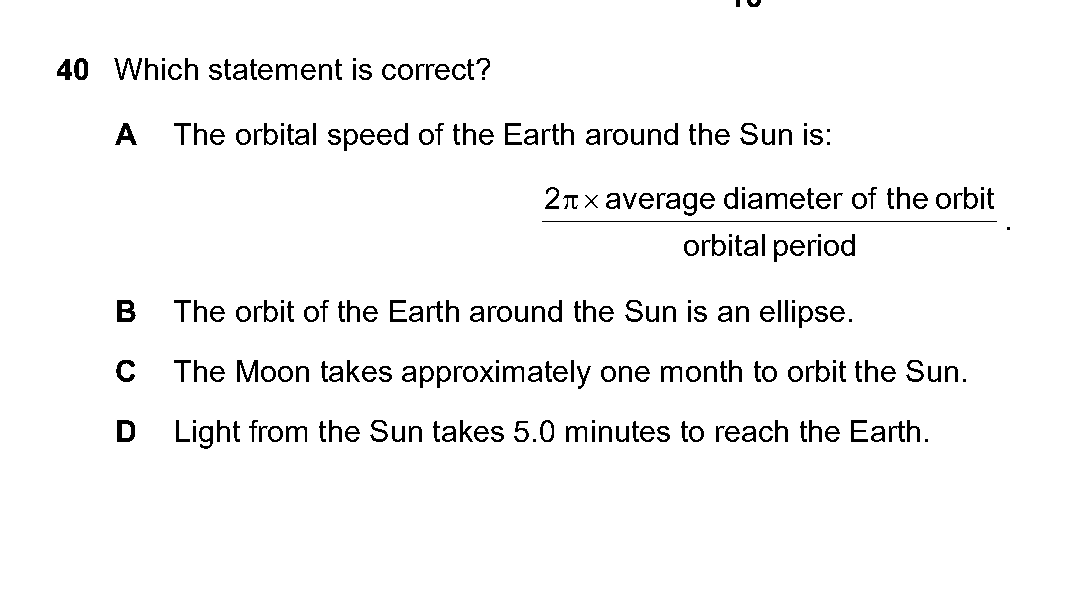 40 Which statement is correct?
A The orbital speed of the Earth around the Sun is:
2π × average diameter of the orbit
orbital period .
B The orbit of the Earth around the Sun is an ellipse.
C The Moon takes approximately one month to orbit the Sun.
D Light from the Sun takes 5.0 minutes to reach the Earth.